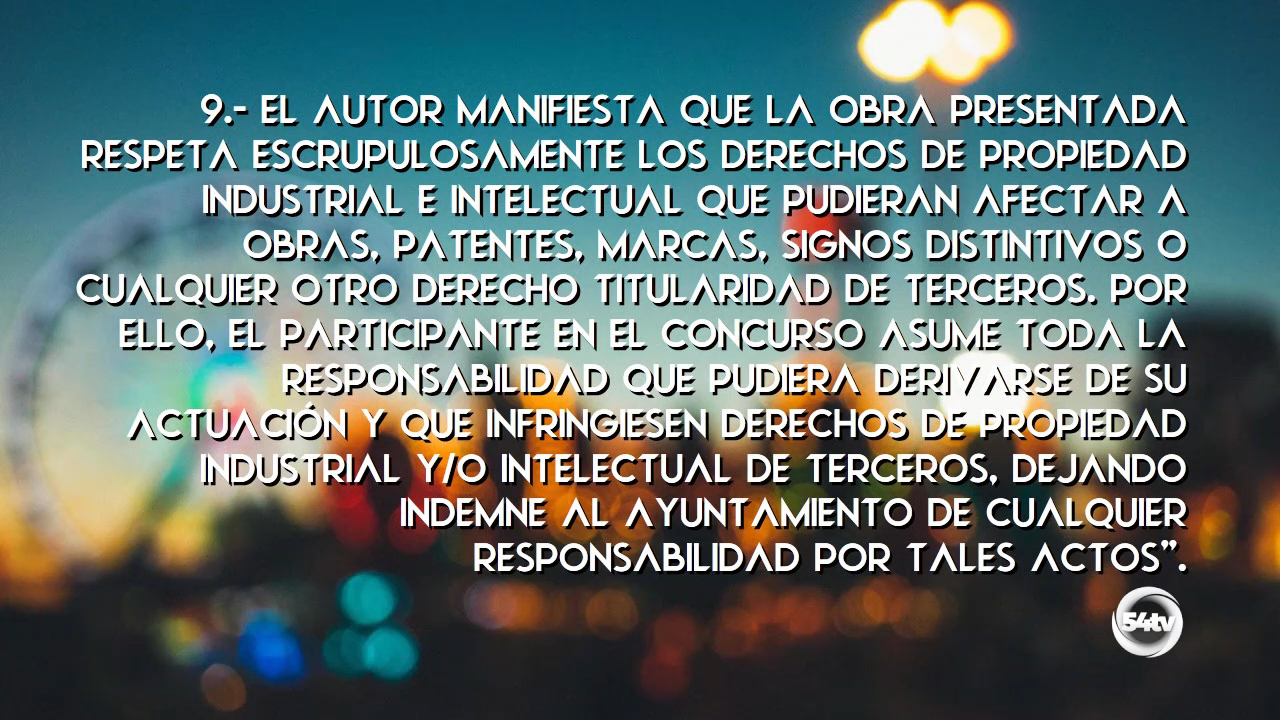 9.- EL AUTOR MANIFIESTA QUE LA OBRA PRESENTADA
RESPETA ESCRUPULOSAMENTE LOS DERECHOS DE PROPIEDAD
INDUSTRIAL E INTELECTUAL QUE PUDIERAN AFECTAR A
OBRAS, PATENTES, MARCAS, SIGNOS DISTINTIVOS O
CUALQUIER OTRO DERECHO TITULARIDAD DE TERCEROS. POR
ELLO, EL PARTICIPANTE EN EL CONCURSO ASUME TODA LA
RESPONSABILIDAD QUE PUDIERA DERIVARSE DE SU
ACTUACIÓN Y QUE INFRINGIESEN DERECHOS DE PROPIEDAD
INDUSTRIAL Y/O INTELECTUAL DE TERCEROS, DEJANDO
INDEMNE AL AYUNTAMIENTO DE CUALQUIER
RESPONSABILIDAD POR TALES ACTOS”.
54tv